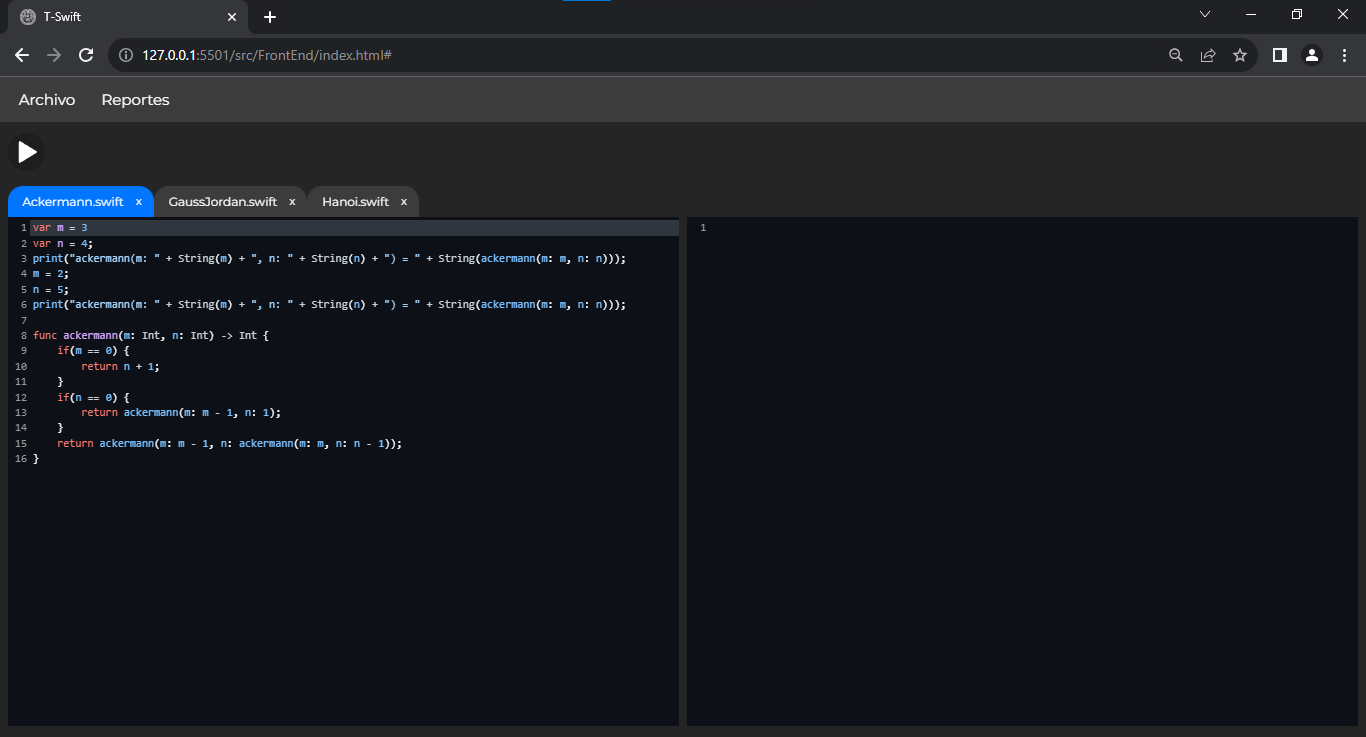 T-Swift
127.0.0.1:5501/src/FrontEnd/index.html#
Archivo Reportes
Ackermann.swift x GaussJordan.swift x Hanoi.swift x
1 var m = 3
2 var n = 4;
3 print("ackermann(m: " + String(m) + ", n: " + String(n) + ") = " + String(ackermann(m: m, n: n)));
4 m = 2;
5 n = 5;
6 print("ackermann(m: " + String(m) + ", n: " + String(n) + ") = " + String(ackermann(m: m, n: n)));
7
8 func ackermann(m: Int, n: Int) -> Int {
9     if(m == 0) {
10         return n + 1;
11     }
12     if(n == 0) {
13         return ackermann(m: m - 1, n: 1);
14     }
15     return ackermann(m: m - 1, n: ackermann(m: m, n: n - 1));
16 }
1